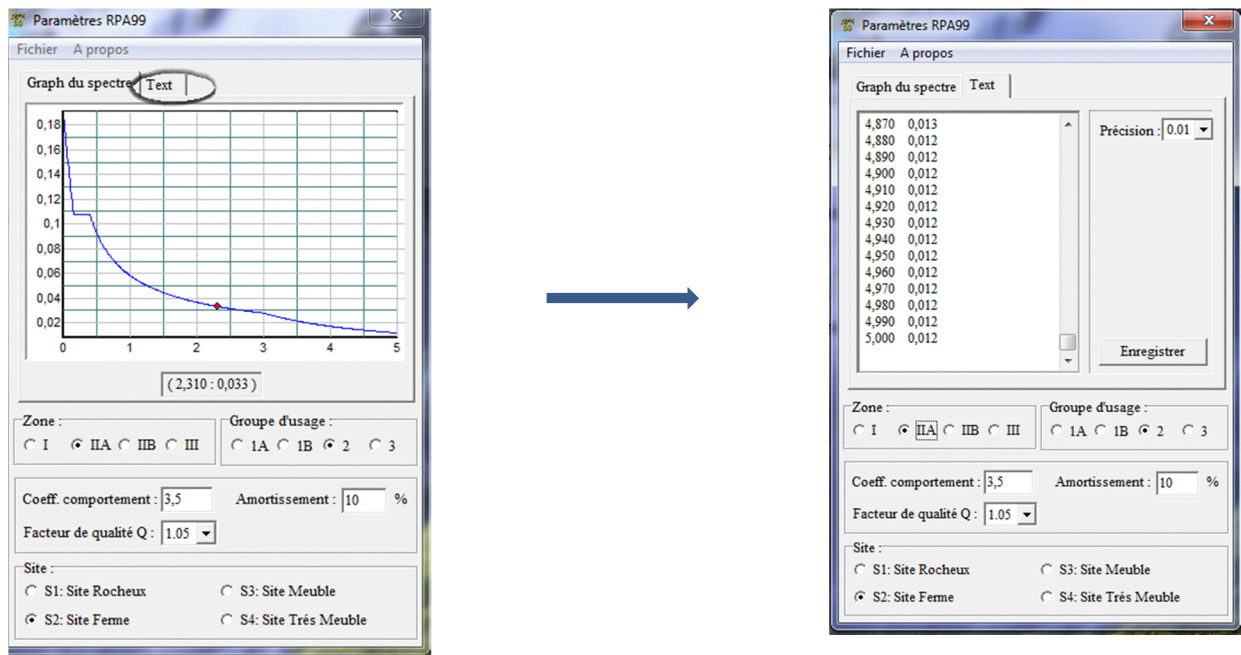 Paramètres RPA99
Fichier A propos
Graph du spectre Text
0,18
0,16
0,14
0,12
0,1
0,08
0,06
0,04
0,02
0 1 2 3 4 5
( 2,310 : 0,033 )
Zone :
I IIA IIB III
Groupe d'usage :
1A 1B 2 3
Coeff. comportement : 3,5 Amortissement : 10 %
Facteur de qualité Q : 1.05
Site :
S1: Site Rocheux S3: Site Meuble
S2: Site Ferme S4: Site Trés Meuble
Paramètres RPA99
Fichier A propos
Graph du spectre Text
4,870 0,013
4,880 0,012
4,890 0,012
4,900 0,012
4,910 0,012
4,920 0,012
4,930 0,012
4,940 0,012
4,950 0,012
4,960 0,012
4,970 0,012
4,980 0,012
4,990 0,012
5,000 0,012
Précision : 0.01
Enregistrer
Zone :
I IIA IIB III
Groupe d'usage :
1A 1B 2 3
Coeff. comportement : 3,5 Amortissement : 10 %
Facteur de qualité Q : 1.05
Site :
S1: Site Rocheux S3: Site Meuble
S2: Site Ferme S4: Site Trés Meuble